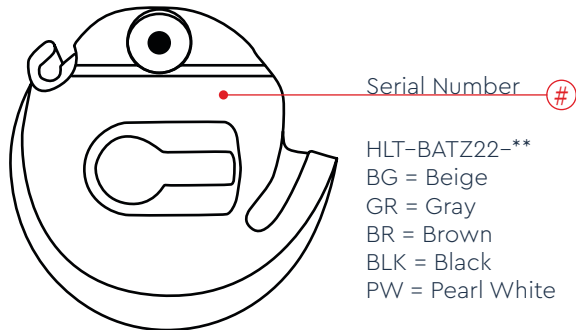 Serial Number #
HLT-BATZ22-**
BG = Beige
GR = Gray
BR = Brown
BLK = Black
PW = Pearl White